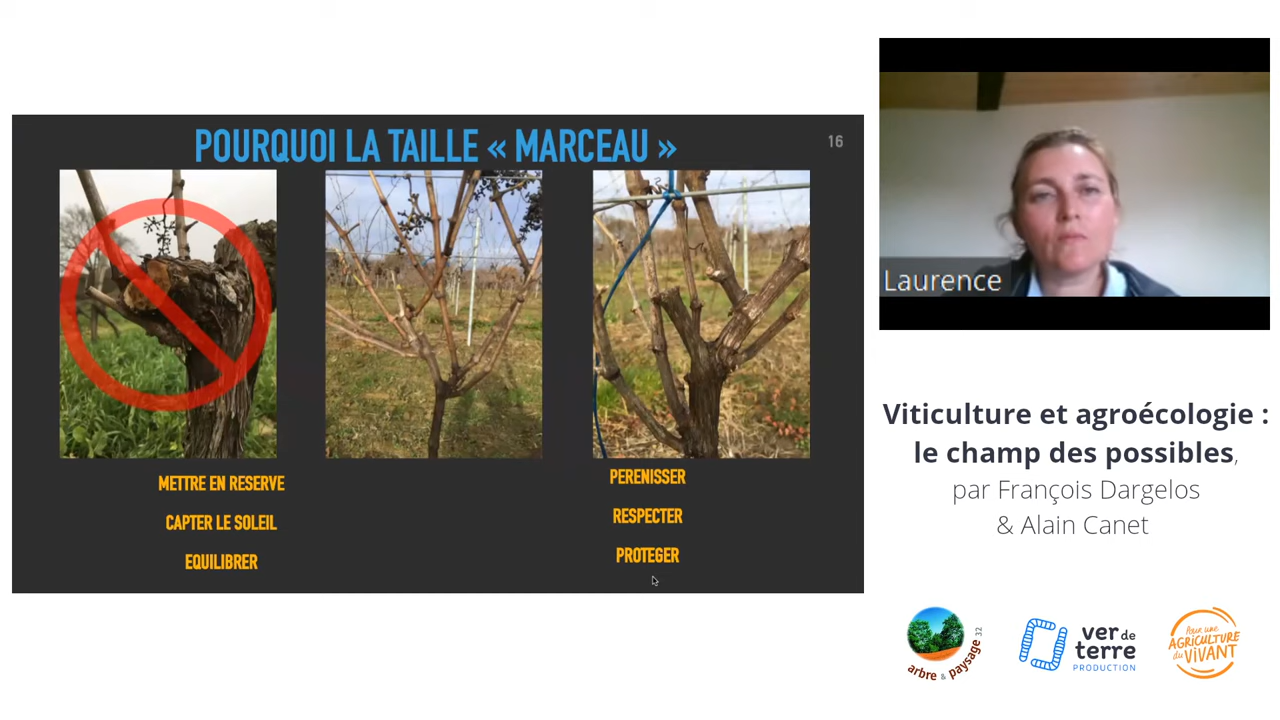 POURQUOI LA TAILLE « MARCEAU »
16
METTRE EN RESERVE
CAPTER LE SOLEIL
EQUILIBRER
PERENISSER
RESPECTER
PROTEGER
Laurence
Viticulture et agroécologie :
le champ des possibles,
par François Dargelos
& Alain Canet
arbre & paysage 32
ver de
terre
PRODUCTION
Pour une
AGRICULTURE
du VIVANT